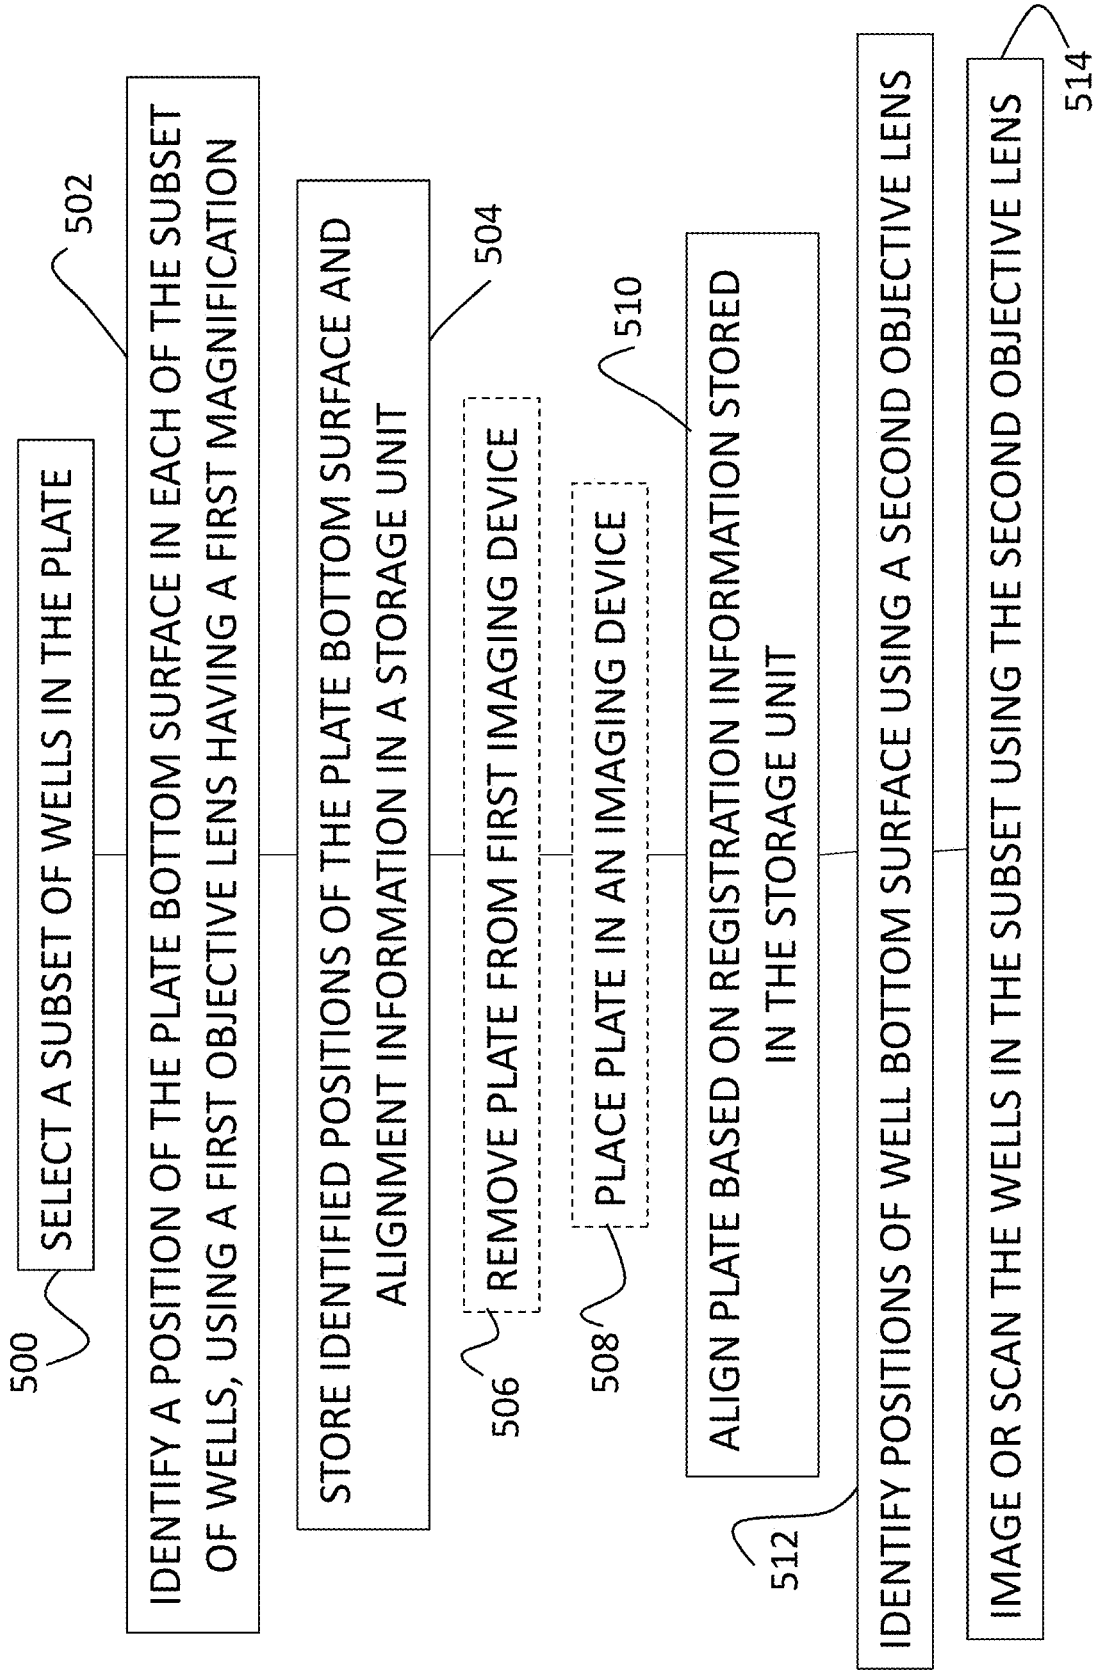 500
SELECT A SUBSET OF WELLS IN THE PLATE
502
IDENTIFY A POSITION OF THE PLATE BOTTOM SURFACE IN EACH OF THE SUBSET
OF WELLS, USING A FIRST OBJECTIVE LENS HAVING A FIRST MAGNIFICATION
STORE IDENTIFIED POSITIONS OF THE PLATE BOTTOM SURFACE AND
ALIGNMENT INFORMATION IN A STORAGE UNIT
504
506
REMOVE PLATE FROM FIRST IMAGING DEVICE
508
PLACE PLATE IN AN IMAGING DEVICE
510
ALIGN PLATE BASED ON REGISTRATION INFORMATION STORED
IN THE STORAGE UNIT
512
IDENTIFY POSITIONS OF WELL BOTTOM SURFACE USING A SECOND OBJECTIVE LENS
IMAGE OR SCAN THE WELLS IN THE SUBSET USING THE SECOND OBJECTIVE LENS
514